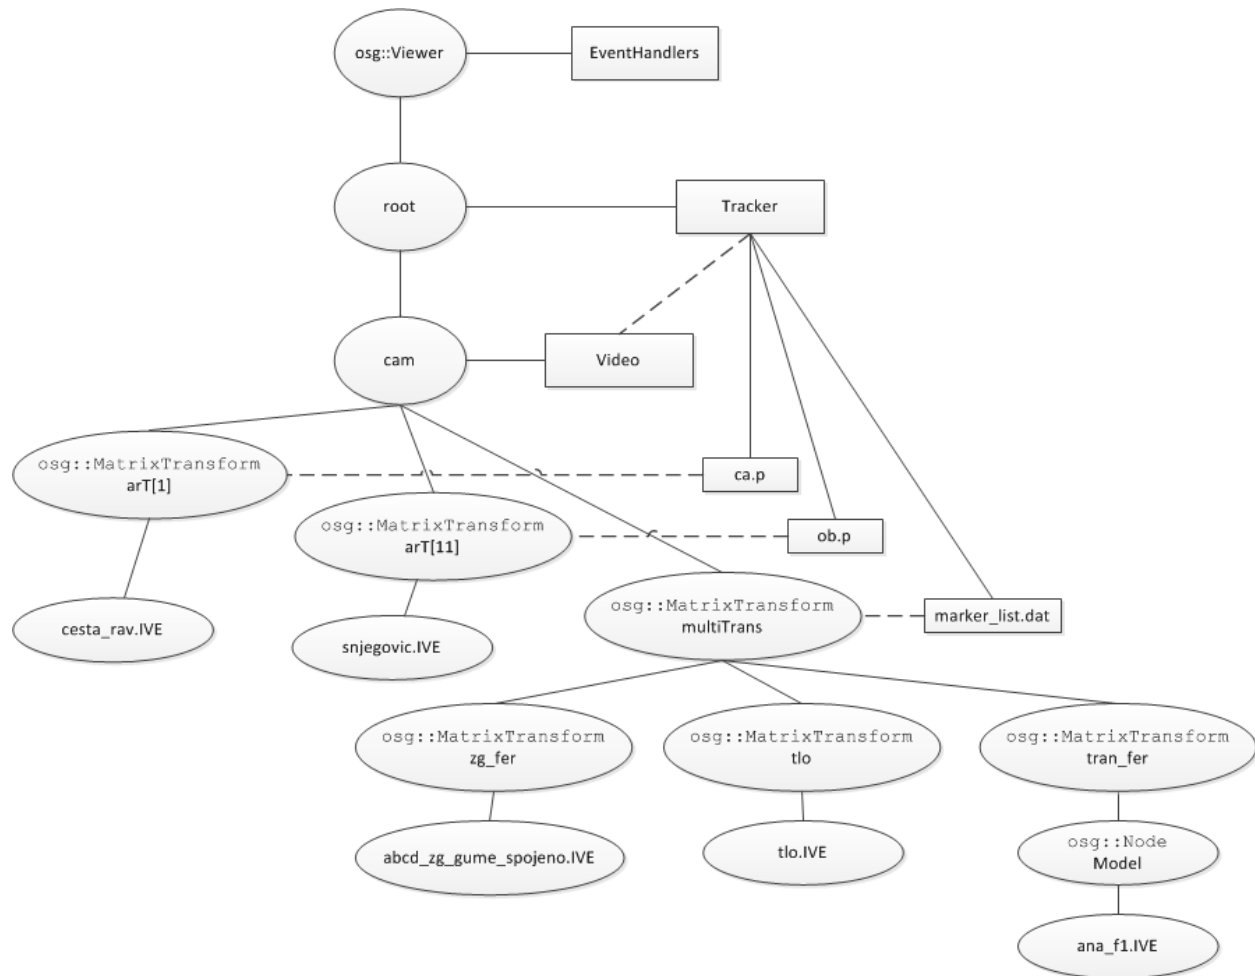 osg::Viewer
EventHandlers
root
Tracker
cam
Video
osg::MatrixTransform
arT[1]
ca.p
osg::MatrixTransform
arT[11]
ob.p
osg::MatrixTransform
multiTrans
marker_list.dat
cesta_rav.IVE
snjegovic.IVE
osg::MatrixTransform
zg_fer
osg::MatrixTransform
tlo
osg::MatrixTransform
tran_fer
abcd_zg_gume_spojeno.IVE
tlo.IVE
osg::Node
Model
ana_f1.IVE